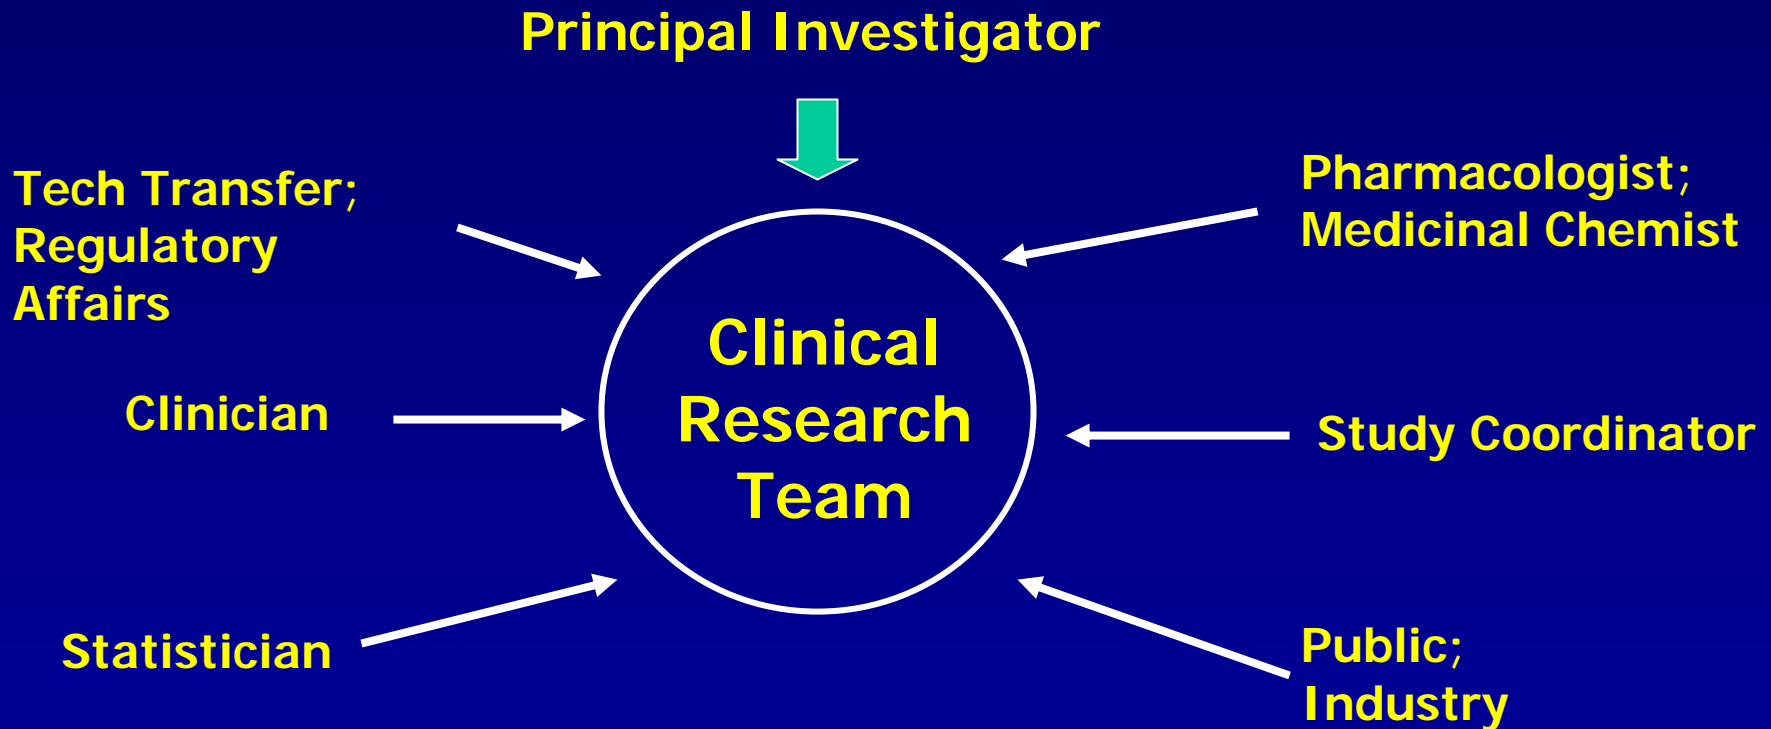 Principal Investigator
Tech Transfer;
Regulatory
Affairs
Pharmacologist;
Medicinal Chemist
Clinical
Research
Team
Clinician
Study Coordinator
Statistician
Public;
Industry